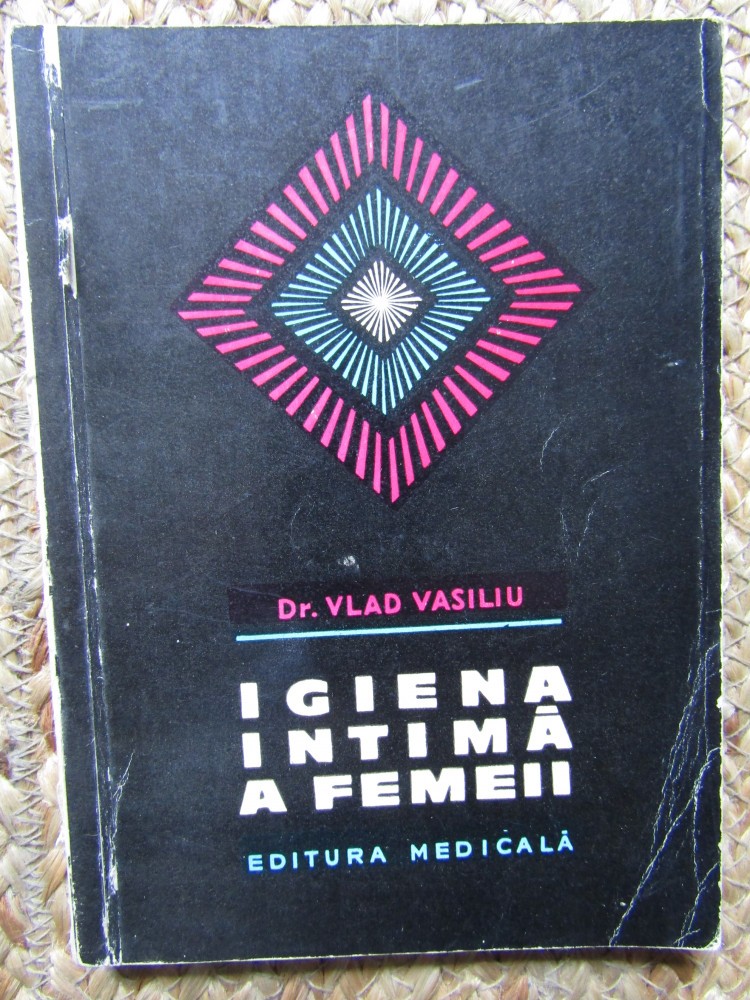 Dr. VLAD VASILIU
IGIENA
INTIMĂ
A FEMEII
EDITURA MEDICALĂ